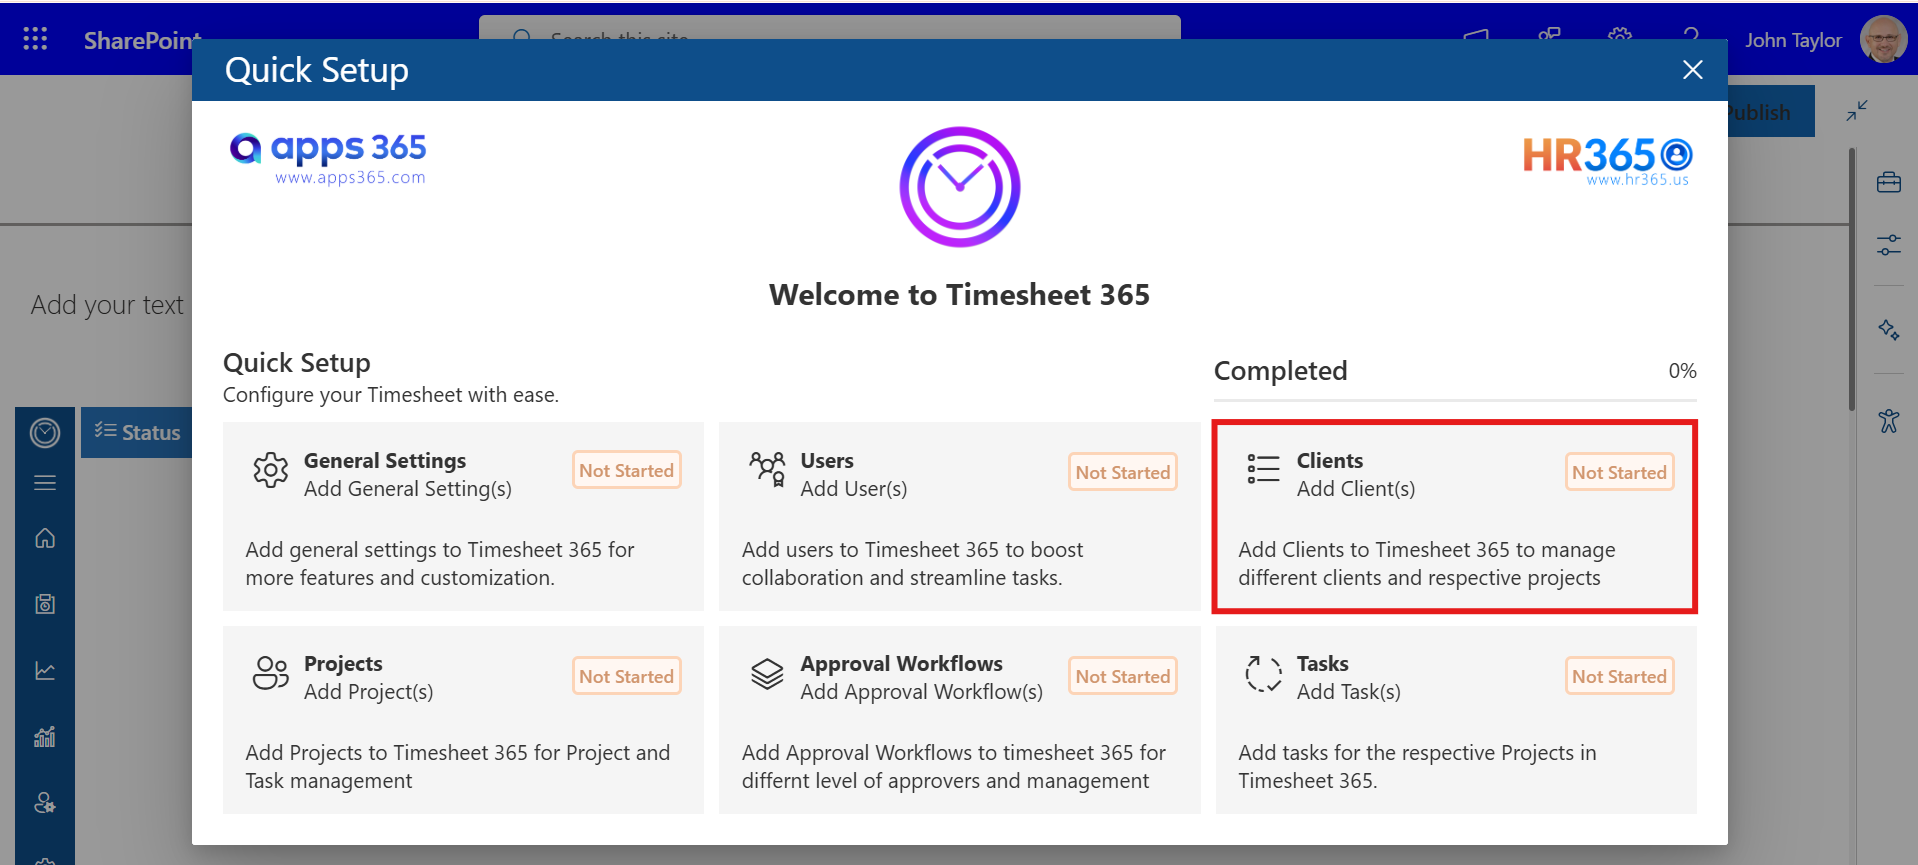 SharePoint
Search this site
John Taylor
Quick Setup
Publish
apps 365
www.apps365.com
HR365
www.hr365.us
Welcome to Timesheet 365
Add your text
Quick Setup
Configure your Timesheet with ease.
Completed
0%
Status
General Settings
Add General Setting(s)
Not Started
Add general settings to Timesheet 365 for
more features and customization.
Users
Add User(s)
Not Started
Add users to Timesheet 365 to boost
collaboration and streamline tasks.
Clients
Add Client(s)
Not Started
Add Clients to Timesheet 365 to manage
different clients and respective projects
Projects
Add Project(s)
Not Started
Add Projects to Timesheet 365 for Project and
Task management
Approval Workflows
Add Approval Workflow(s)
Not Started
Add Approval Workflows to timesheet 365 for
differnt level of approvers and management
Tasks
Add Task(s)
Not Started
Add tasks for the respective Projects in
Timesheet 365.